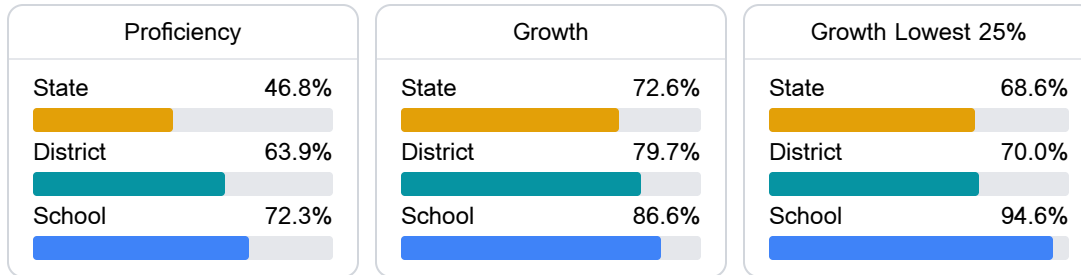 Proficiency
State 46.8%
District 63.9%
School 72.3%
Growth
State 72.6%
District 79.7%
School 86.6%
Growth Lowest 25%
State 68.6%
District 70.0%
School 94.6%